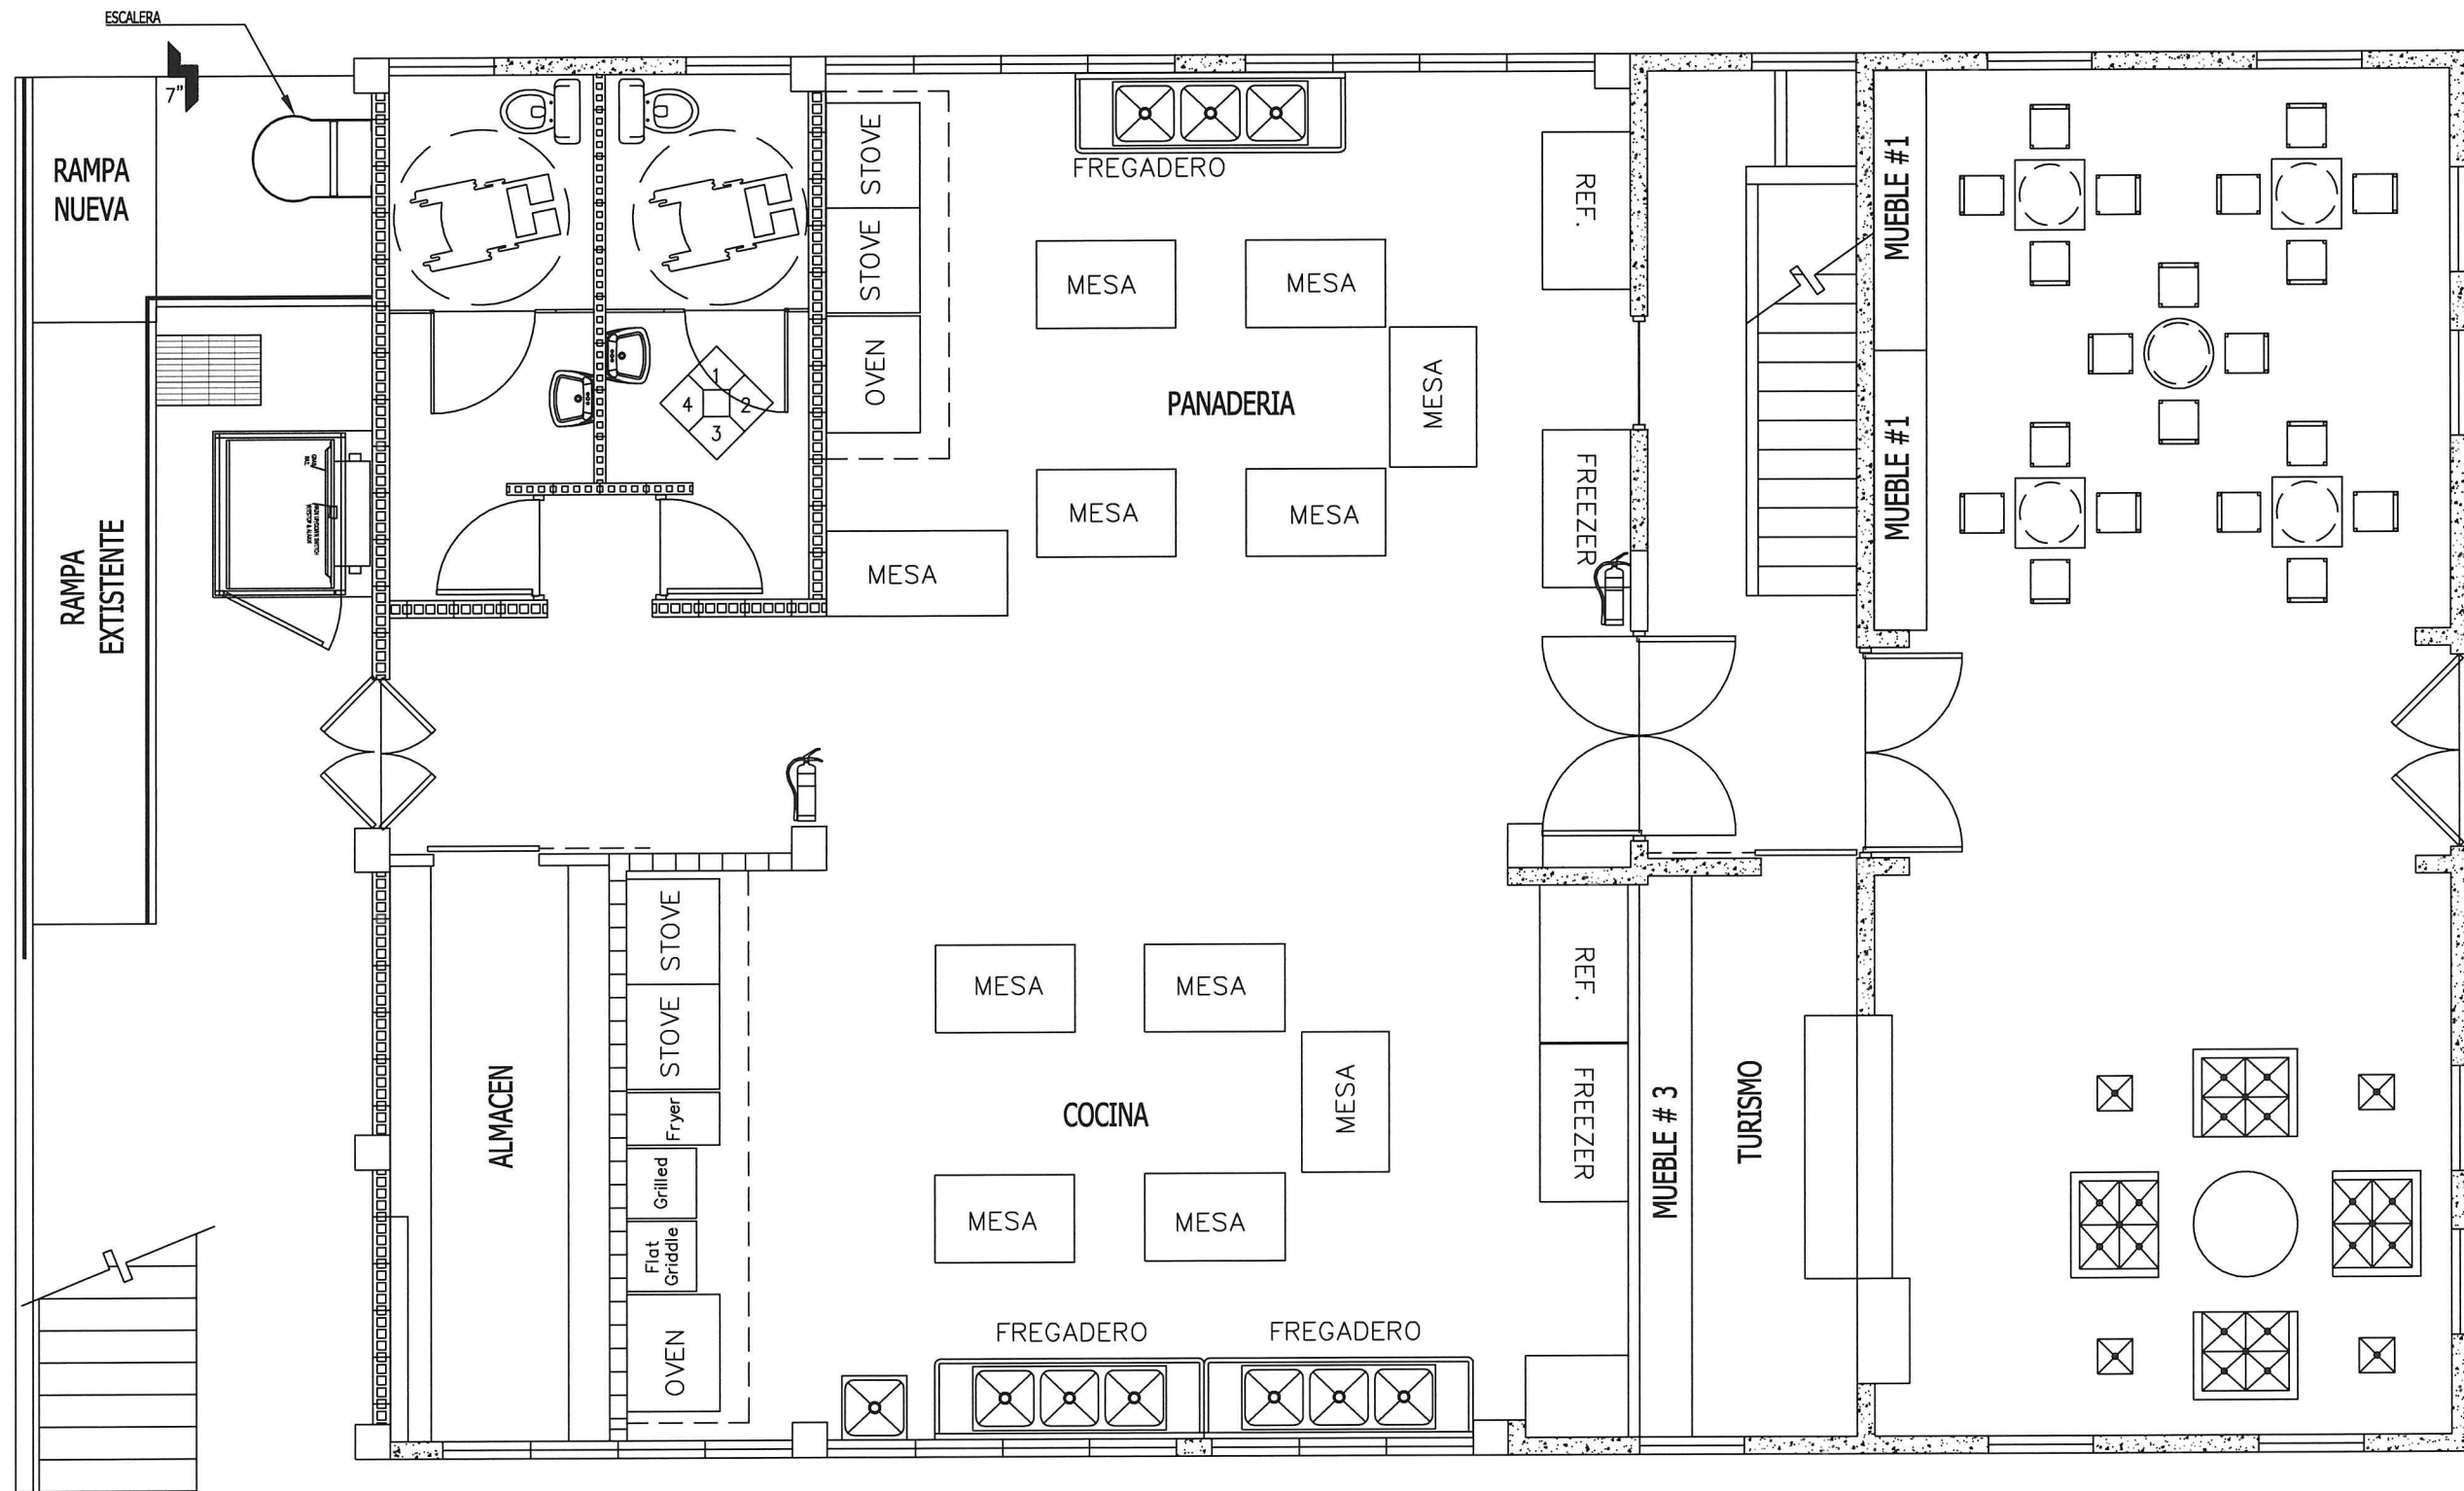 ESCALERA
7"
RAMPA
NUEVA
RAMPA
EXTISTENTE
STOVE
STOVE
OVEN
MESA
1
2
3
4
FREGADERO
MESA
MESA
MESA
PANADERIA
MESA
MESA
REF.
FREEZER
MUEBLE #1
MUEBLE #1
ALMACEN
STOVE
STOVE
Fryer
Grilled
Flat
Griddle
OVEN
MESA
MESA
MESA
COCINA
MESA
MESA
FREGADERO
FREGADERO
REF.
FREEZER
MUEBLE # 3
TURISMO